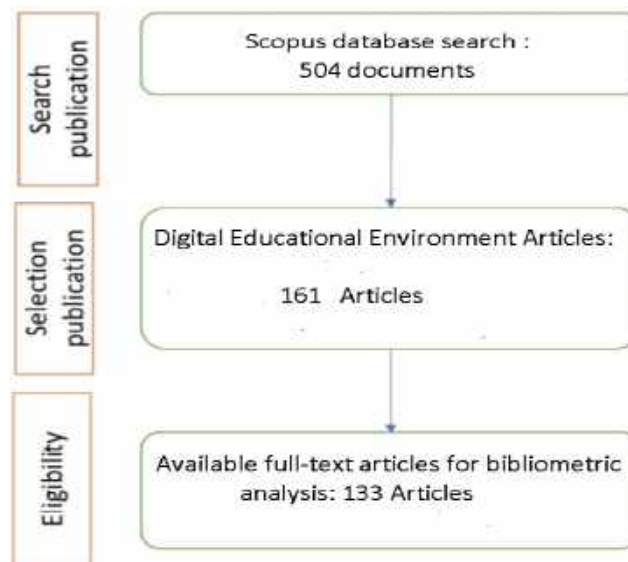 Search
publication
Scopus database search :
504 documents
Selection
publication
Digital Educational Environment Articles:
161 Articles
Eligibility
Available full-text articles for bibliometric
analysis: 133 Articles